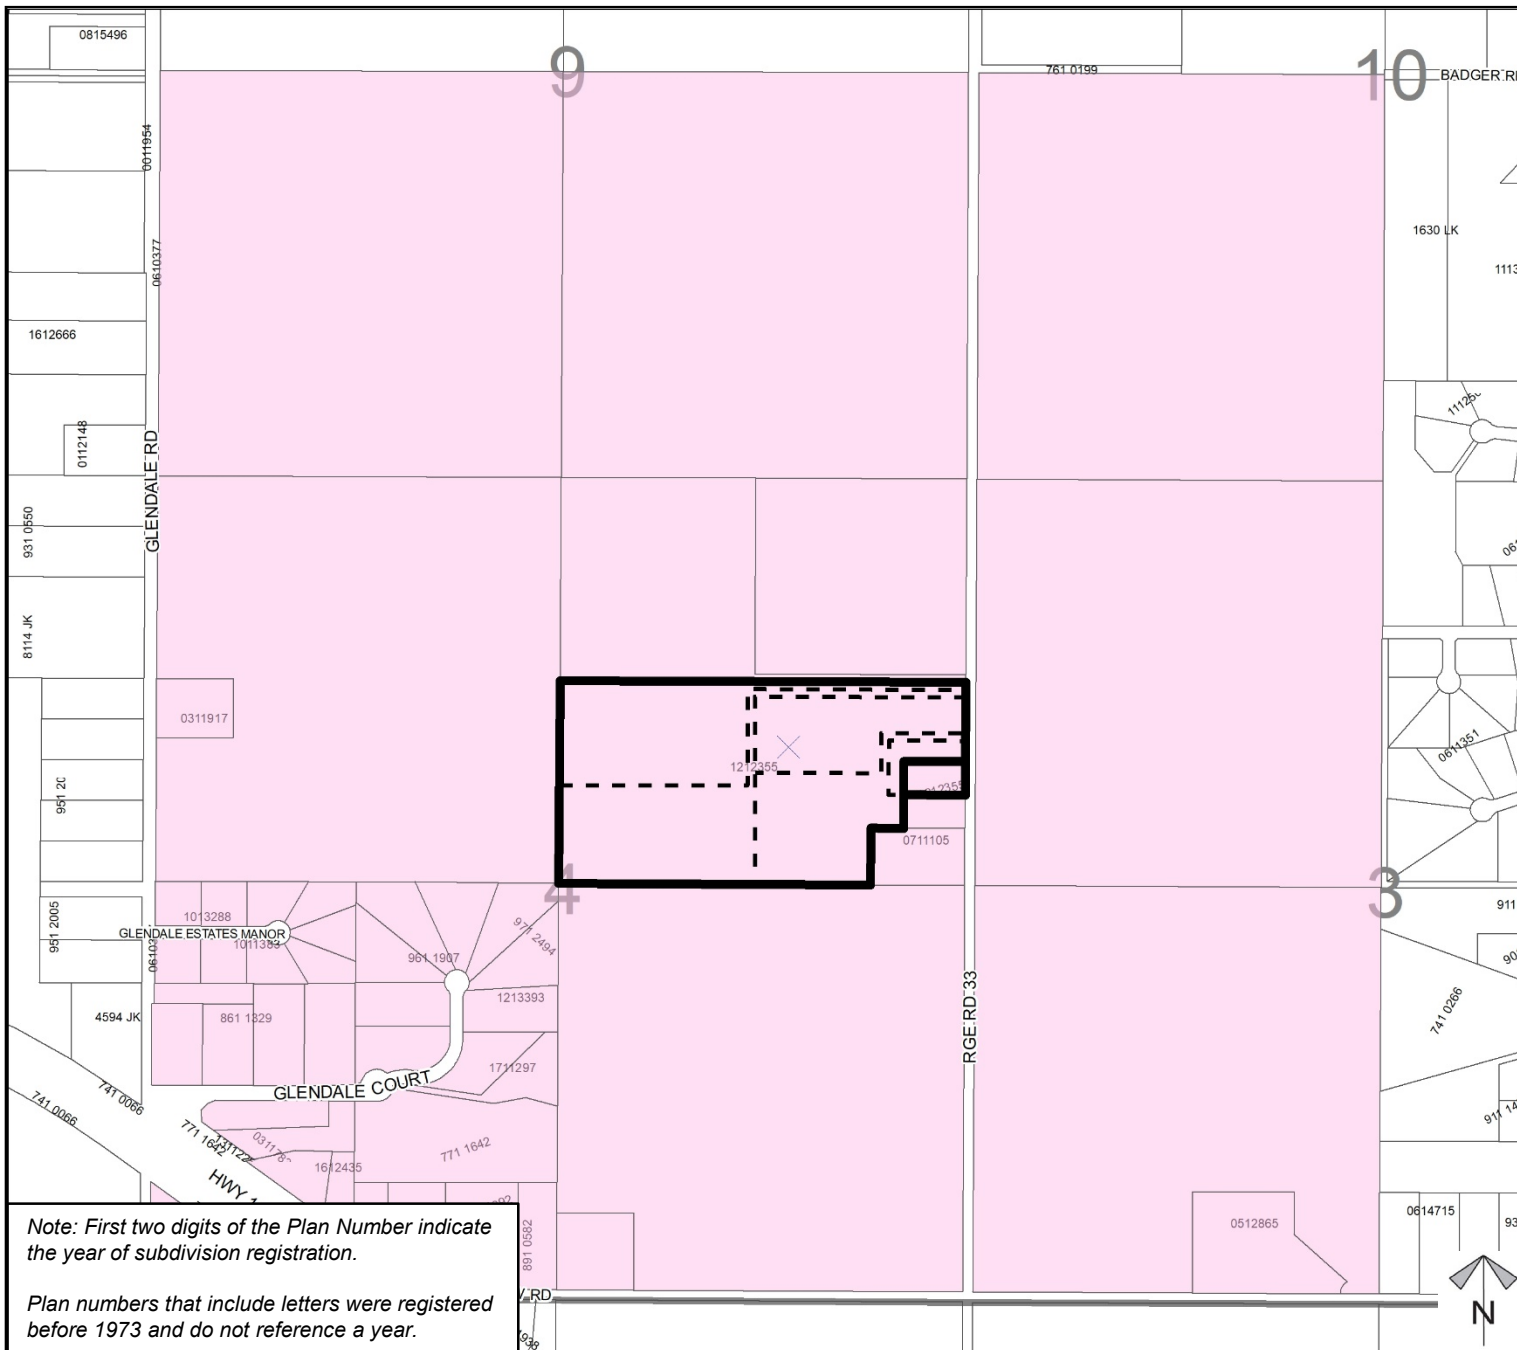 0815496
9
761 0199
10
BADGER
0011954
1630 LK
0610377
1612666
0112148
GLENDALE RD
931 0550
8114 JK
0311917
1212355
0611351
951
0711105
4
3
951 2005
1013288
GLENDALE ESTATES MANOR
971 2494
961 1907
741 0266
1213393
4594 JK
861 1329
RGE RD 33
1711297
GLENDALE COURT
741 0066
741 0066
771 1642
771 1642
1612435
HWY
891 0582
0512865
0614715
RD
N
Note: First two digits of the Plan Number indicate
the year of subdivision registration.
Plan numbers that include letters were registered
before 1973 and do not reference a year.